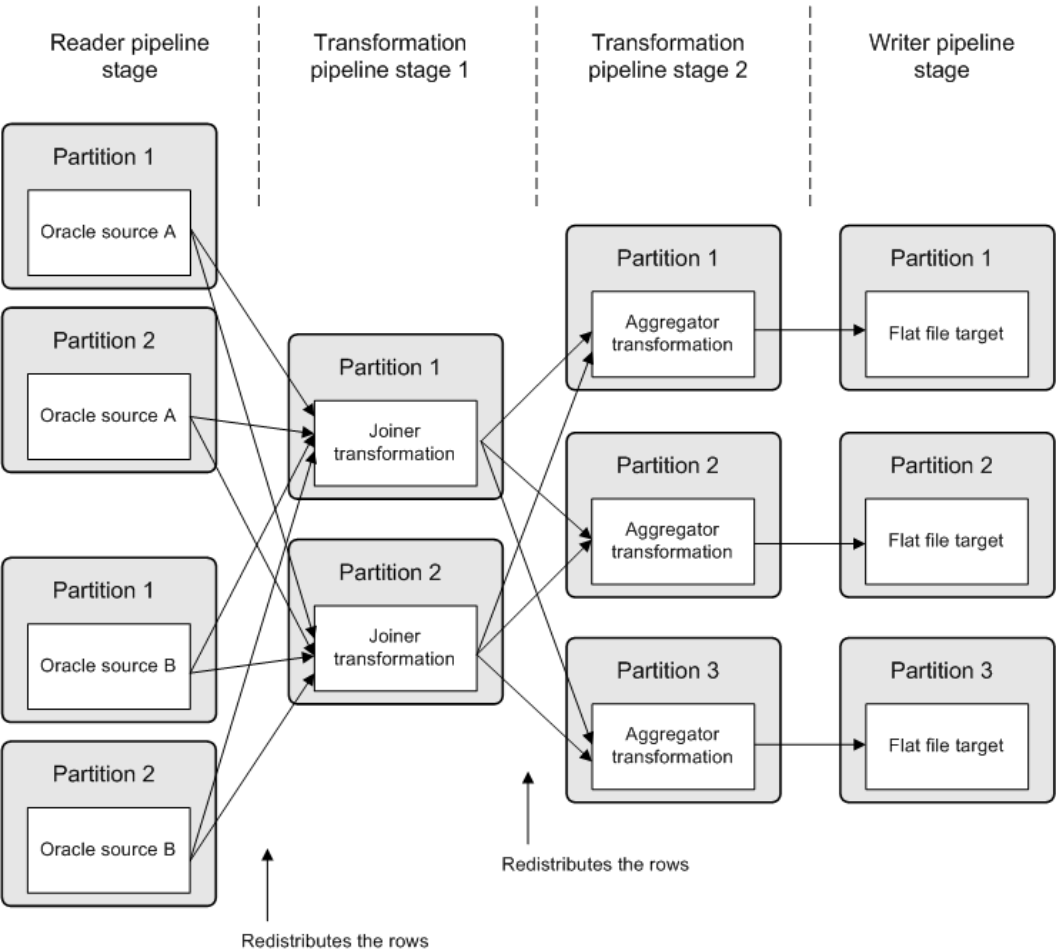 Reader pipeline
stage
Transformation
pipeline stage 1
Transformation
pipeline stage 2
Writer pipeline
stage
Partition 1
Oracle source A
Partition 2
Oracle source A
Partition 1
Oracle source B
Partition 2
Oracle source B
Partition 1
Joiner
transformation
Partition 2
Joiner
transformation
Partition 1
Aggregator
transformation
Partition 2
Aggregator
transformation
Partition 3
Aggregator
transformation
Partition 1
Flat file target
Partition 2
Flat file target
Partition 3
Flat file target
Redistributes the rows
Redistributes the rows